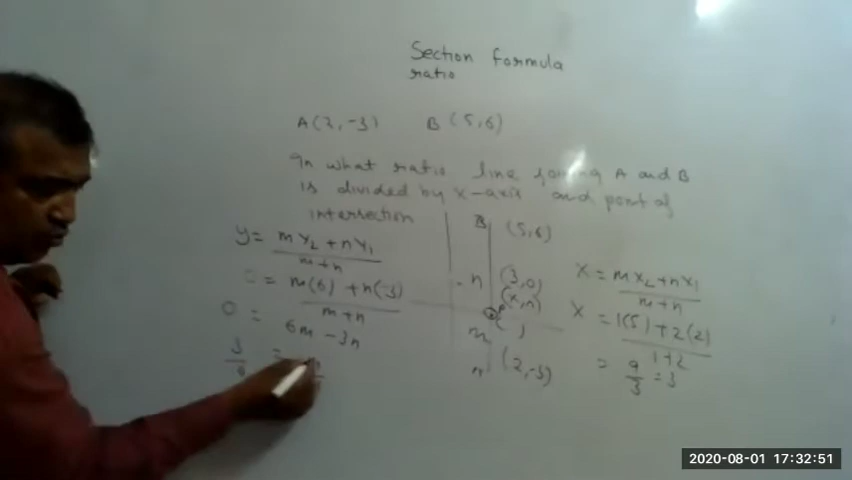 Section formula
ratio
A(2,-3) B(5,6)
In what ratio line joining A and B
is divided by x-axis and point of
intersection
y = my₂ + ny₁
m+n
= m(6) + n(-3)
m+n
0 = 6m - 3n
3
=
B (5,6)
n (3,0)
(x,n)
m ( )
(2,-3)
x = mx₂ + nx₁
m+n
x = 1(5) + 2(2)
1+2
= 9 = 3
3
2020-08-01 17:32:51